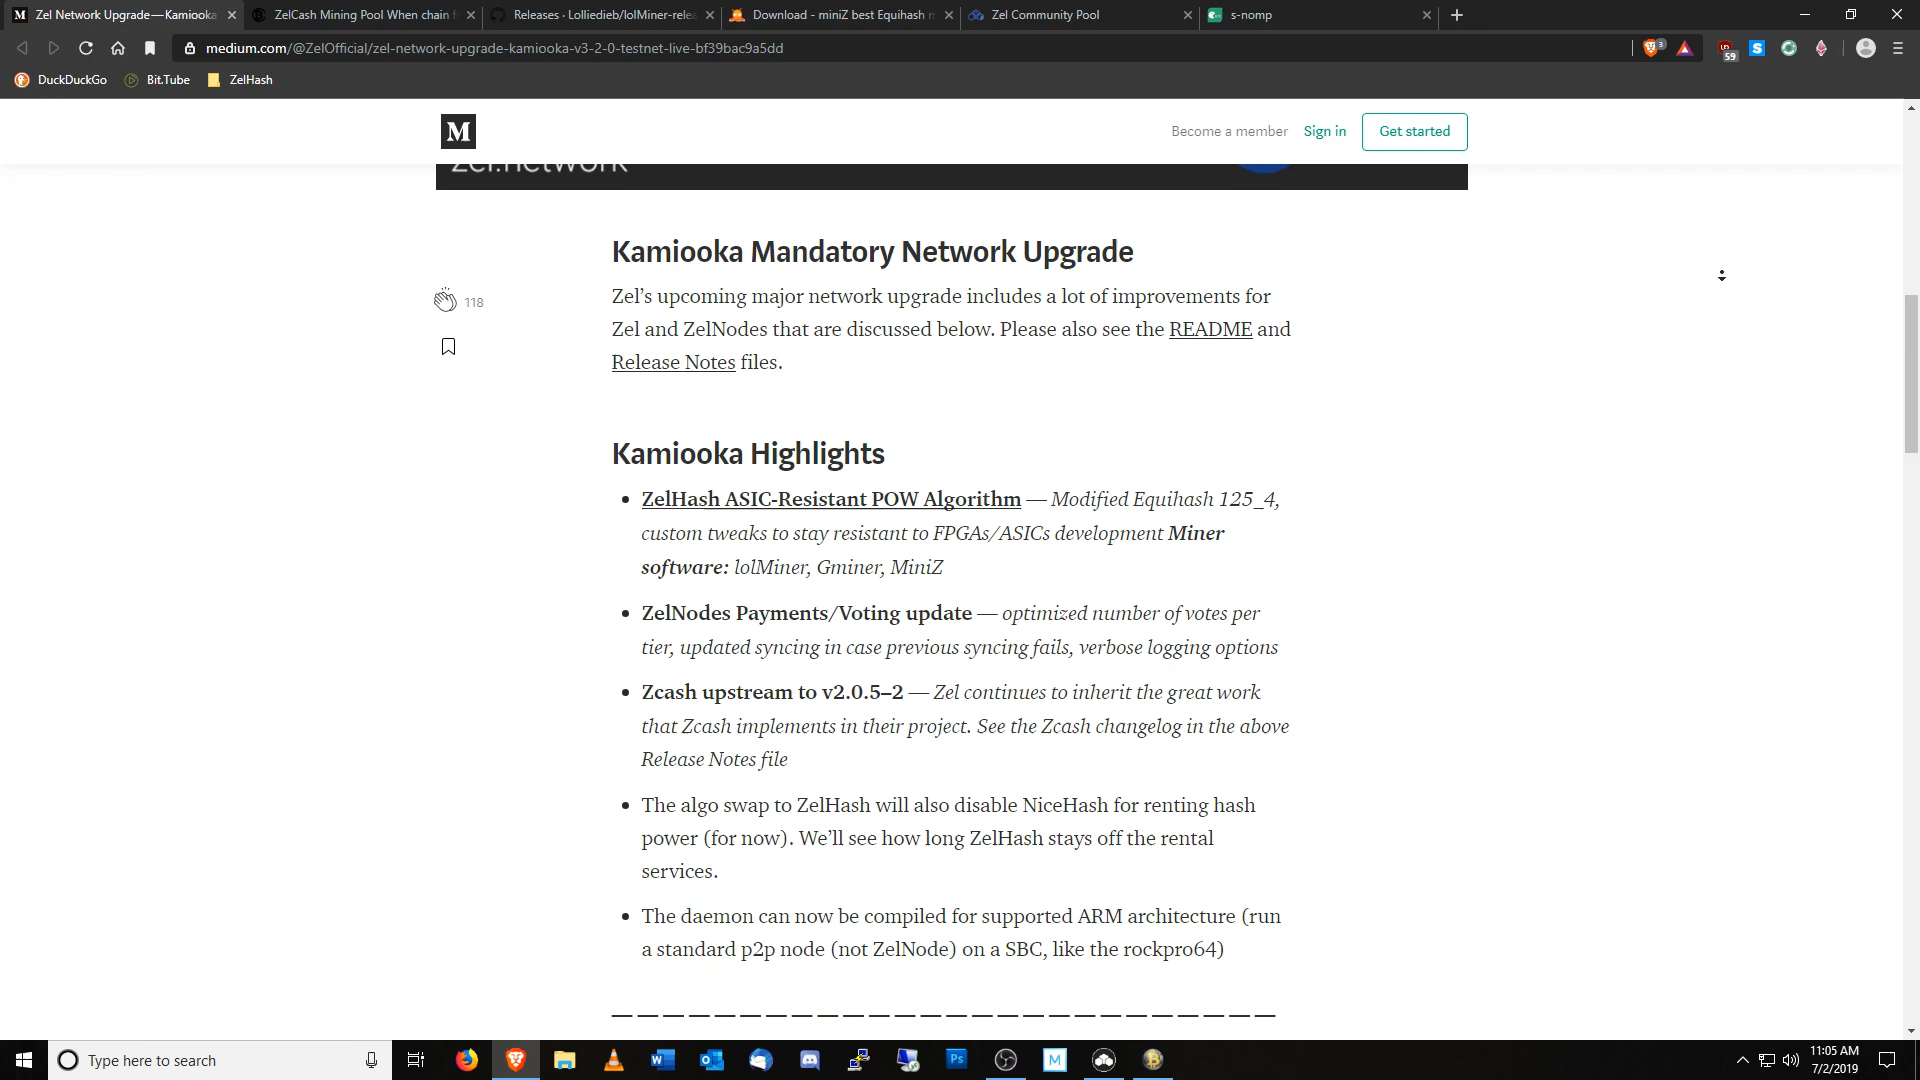 Zel Network Upgrade — Kamiooka
ZelCash Mining Pool When chain f
Releases · Lolliedieb/lolMiner-rele
Download - miniZ best Equihash m
Zel Community Pool
s-nomp
medium.com/@ZelOfficial/zel-network-upgrade-kamiooka-v3-2-0-testnet-live-bf39bac9a5dd
3
59
DuckDuckGo
Bit.Tube
ZelHash
M
Become a member
Sign in
Get started
Zel.network
Kamiooka Mandatory Network Upgrade
Zel’s upcoming major network upgrade includes a lot of improvements for
Zel and ZelNodes that are discussed below. Please also see the README and
Release Notes files.
118
Kamiooka Highlights
ZelHash ASIC-Resistant POW Algorithm — Modified Equihash 125_4,
custom tweaks to stay resistant to FPGAs/ASICs development Miner
software: lolMiner, Gminer, MiniZ
ZelNodes Payments/Voting update — optimized number of votes per
tier, updated syncing in case previous syncing fails, verbose logging options
Zcash upstream to v2.0.5–2 — Zel continues to inherit the great work
that Zcash implements in their project. See the Zcash changelog in the above
Release Notes file
The algo swap to ZelHash will also disable NiceHash for renting hash
power (for now). We’ll see how long ZelHash stays off the rental
services.
The daemon can now be compiled for supported ARM architecture (run
a standard p2p node (not ZelNode) on a SBC, like the rockpro64)
Type here to search
11:05 AM
7/2/2019